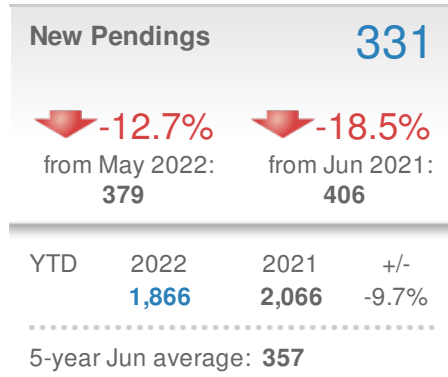 New Pendings 331
-12.7% -18.5%
from May 2022: from Jun 2021:
379 406
YTD 2022 2021 +/-
1,866 2,066 -9.7%
5-year Jun average: 357